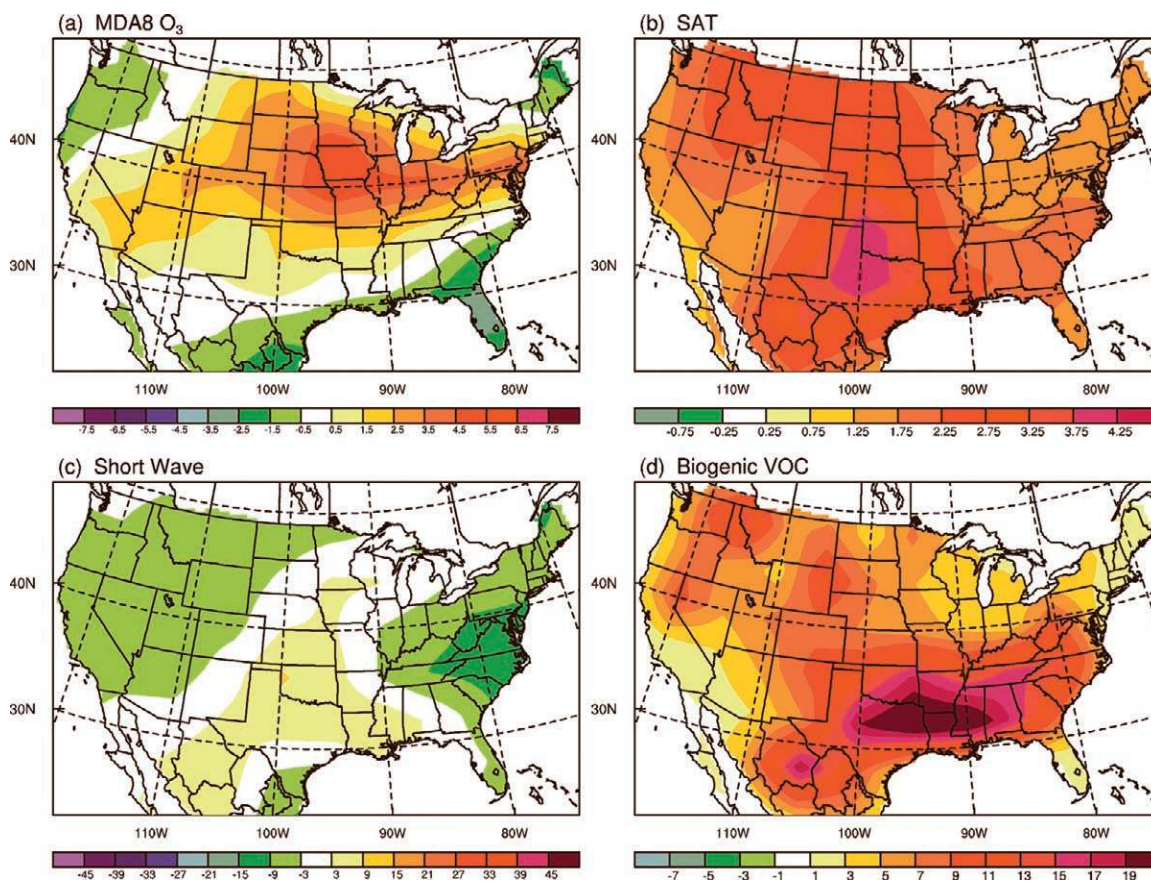 (a) MDA8 O₃
(b) SAT
40N
30N
40N
30N
110W 100W 90W 80W
110W 100W 90W 80W
-7.5 -6.5 -5.5 -4.5 -3.5 -2.5 -1.5 -0.5 0.5 1.5 2.5 3.5 4.5 5.5 6.5 7.5
-0.75 -0.25 0.25 0.75 1.25 1.75 2.25 2.75 3.25 3.75 4.25
(c) Short Wave
(d) Biogenic VOC
40N
30N
40N
30N
110W 100W 90W 80W
110W 100W 90W 80W
-45 -39 -33 -27 -21 -15 -9 -3 3 9 15 21 27 33 39 45
-7 -5 -3 -1 1 3 5 7 9 11 13 15 17 19